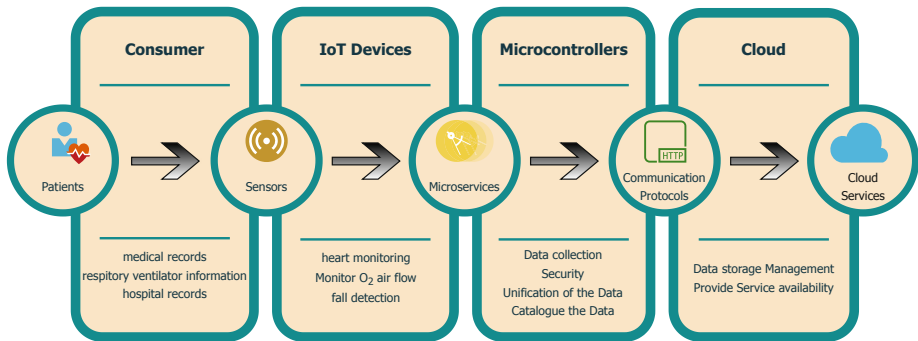 Consumer
IoT Devices
Microcontrollers
Cloud
Patients
Sensors
Microservices
HTTP
Communication
Protocols
Cloud
Services
medical records
respitory ventilator information
hospital records
heart monitoring
Monitor O₂ air flow
fall detection
Data collection
Security
Unification of the Data
Catalogue the Data
Data storage Management
Provide Service availability